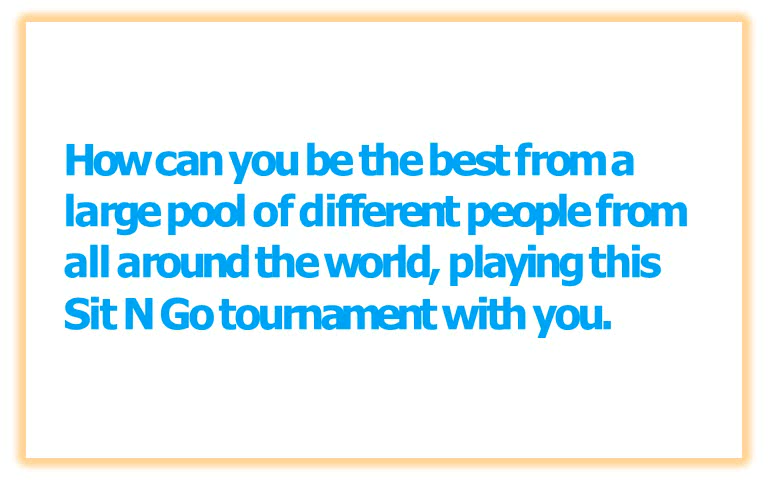 How can you be the best from a
large pool of different people from
all around the world, playing this
Sit N Go tournament with you.